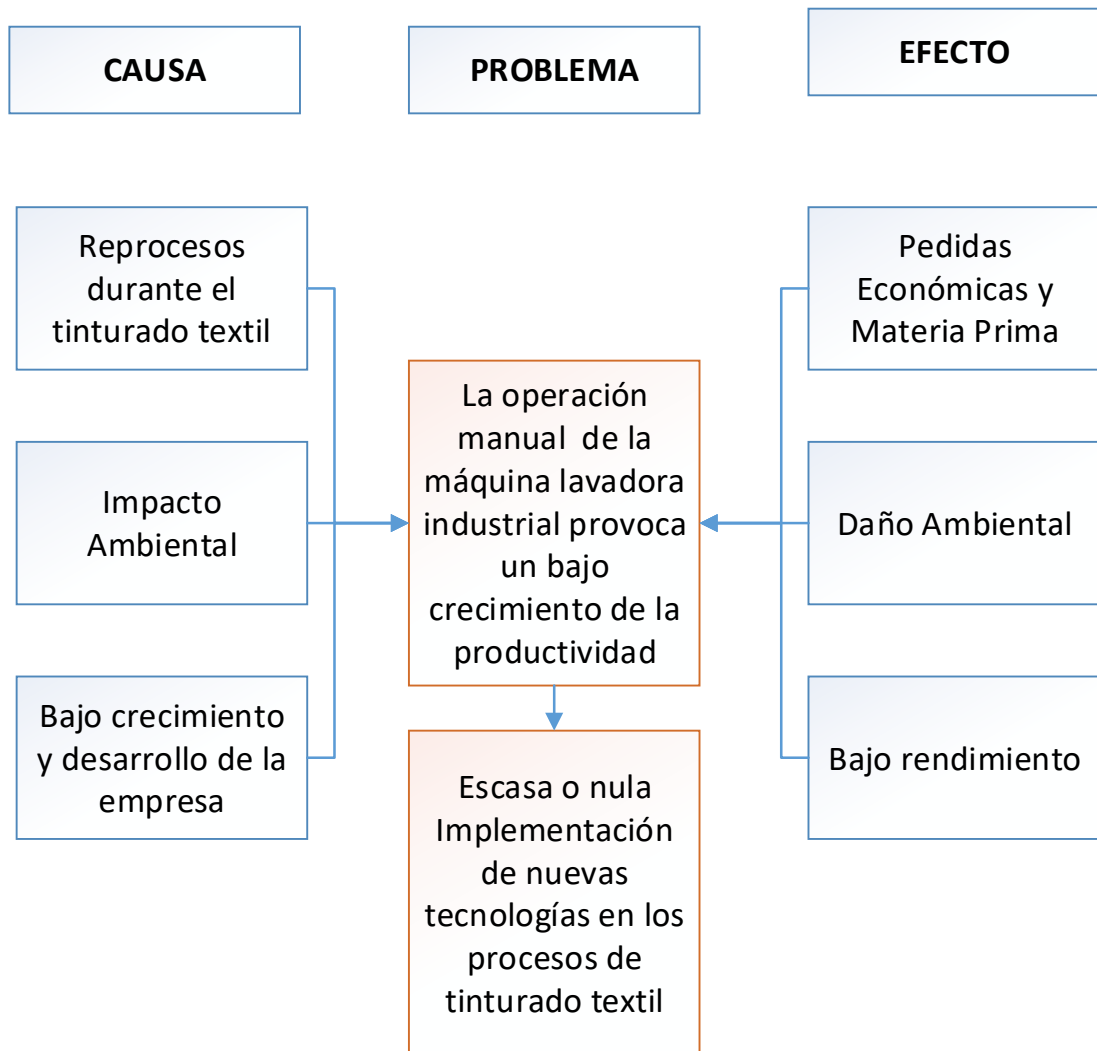 CAUSA
PROBLEMA
EFECTO
Reprocesos
durante el
tinturado textil
Impacto
Ambiental
Bajo crecimiento
y desarrollo de la
empresa
La operación
manual de la
máquina lavadora
industrial provoca
un bajo
crecimiento de la
productividad
Escasa o nula
Implementación
de nuevas
tecnologías en los
procesos de
tinturado textil
Pedidas
Económicas y
Materia Prima
Daño Ambiental
Bajo rendimiento